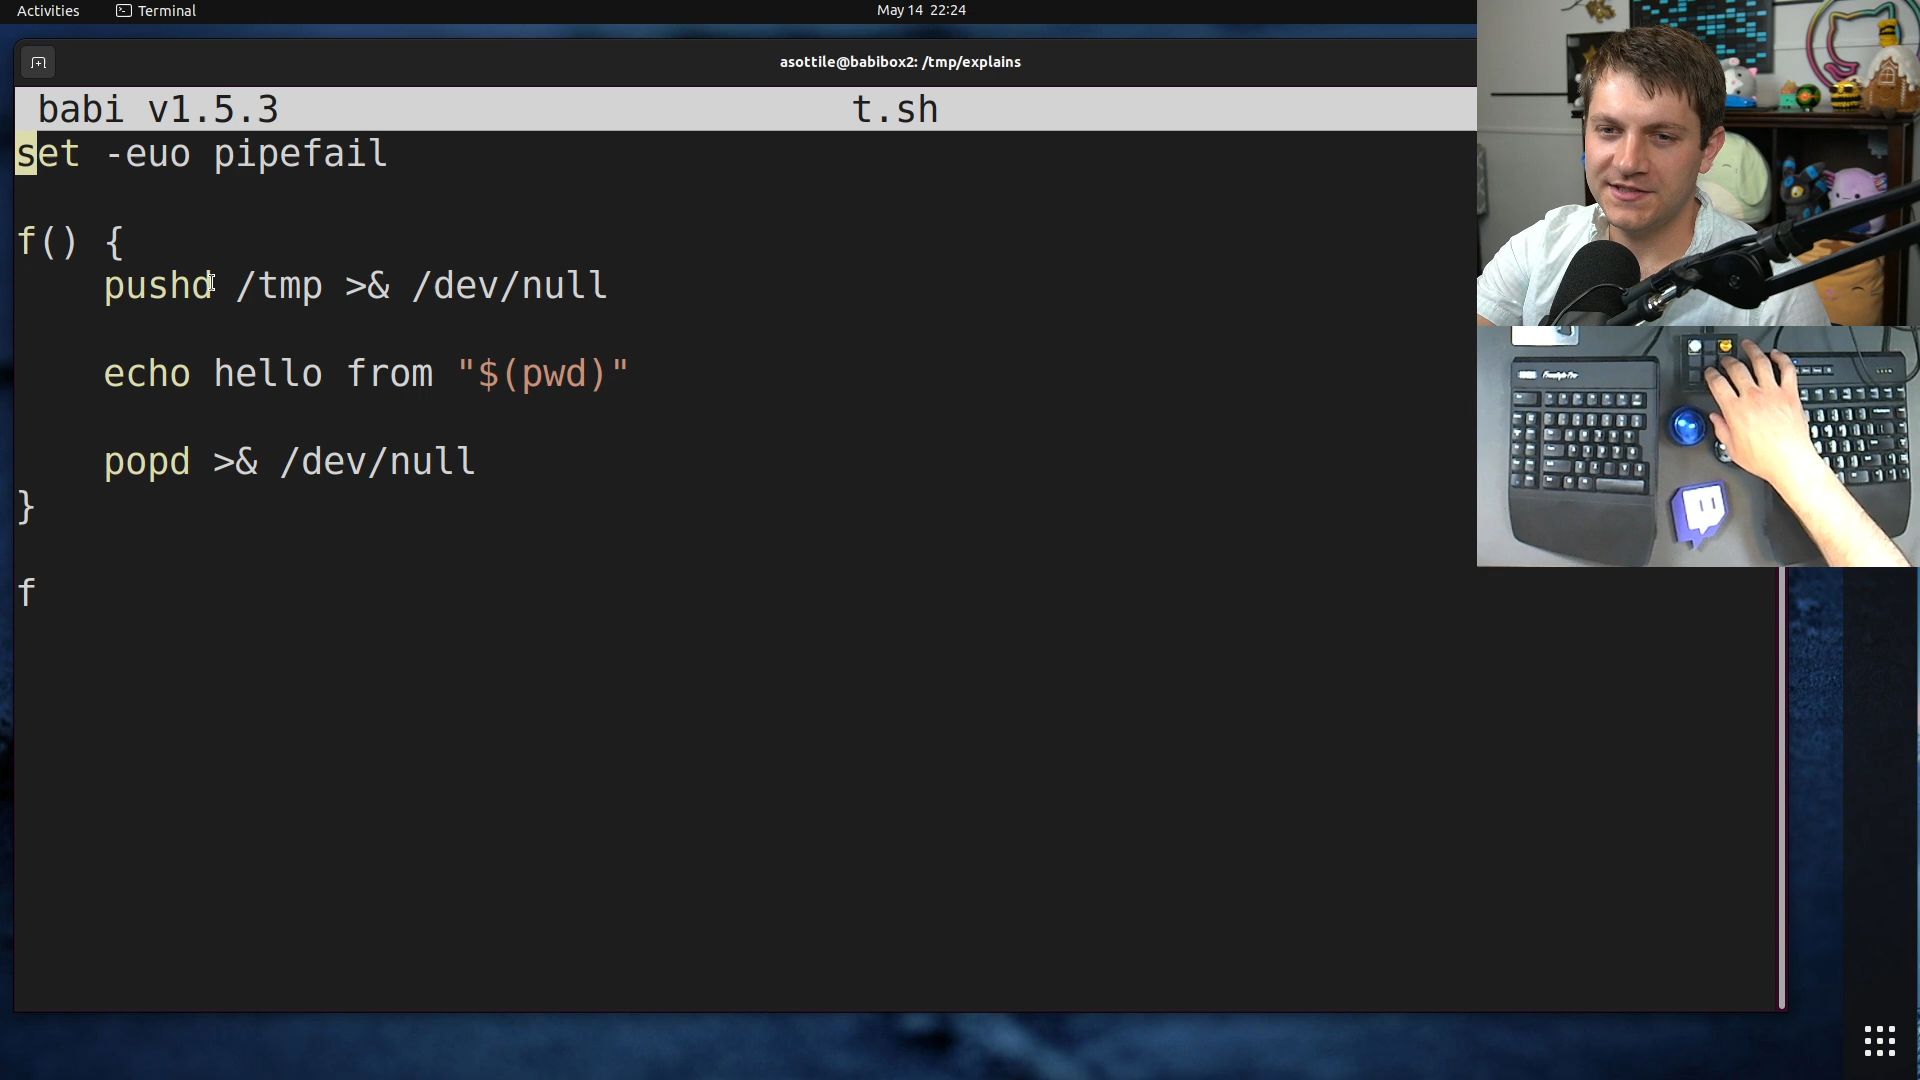 Activities
Terminal
May 14 22:24
asottile@babibox2: /tmp/explains
babi v1.5.3
t.sh
set -euo pipefail
f() {
    pushd /tmp >& /dev/null
    echo hello from "$(pwd)"
    popd >& /dev/null
}
f